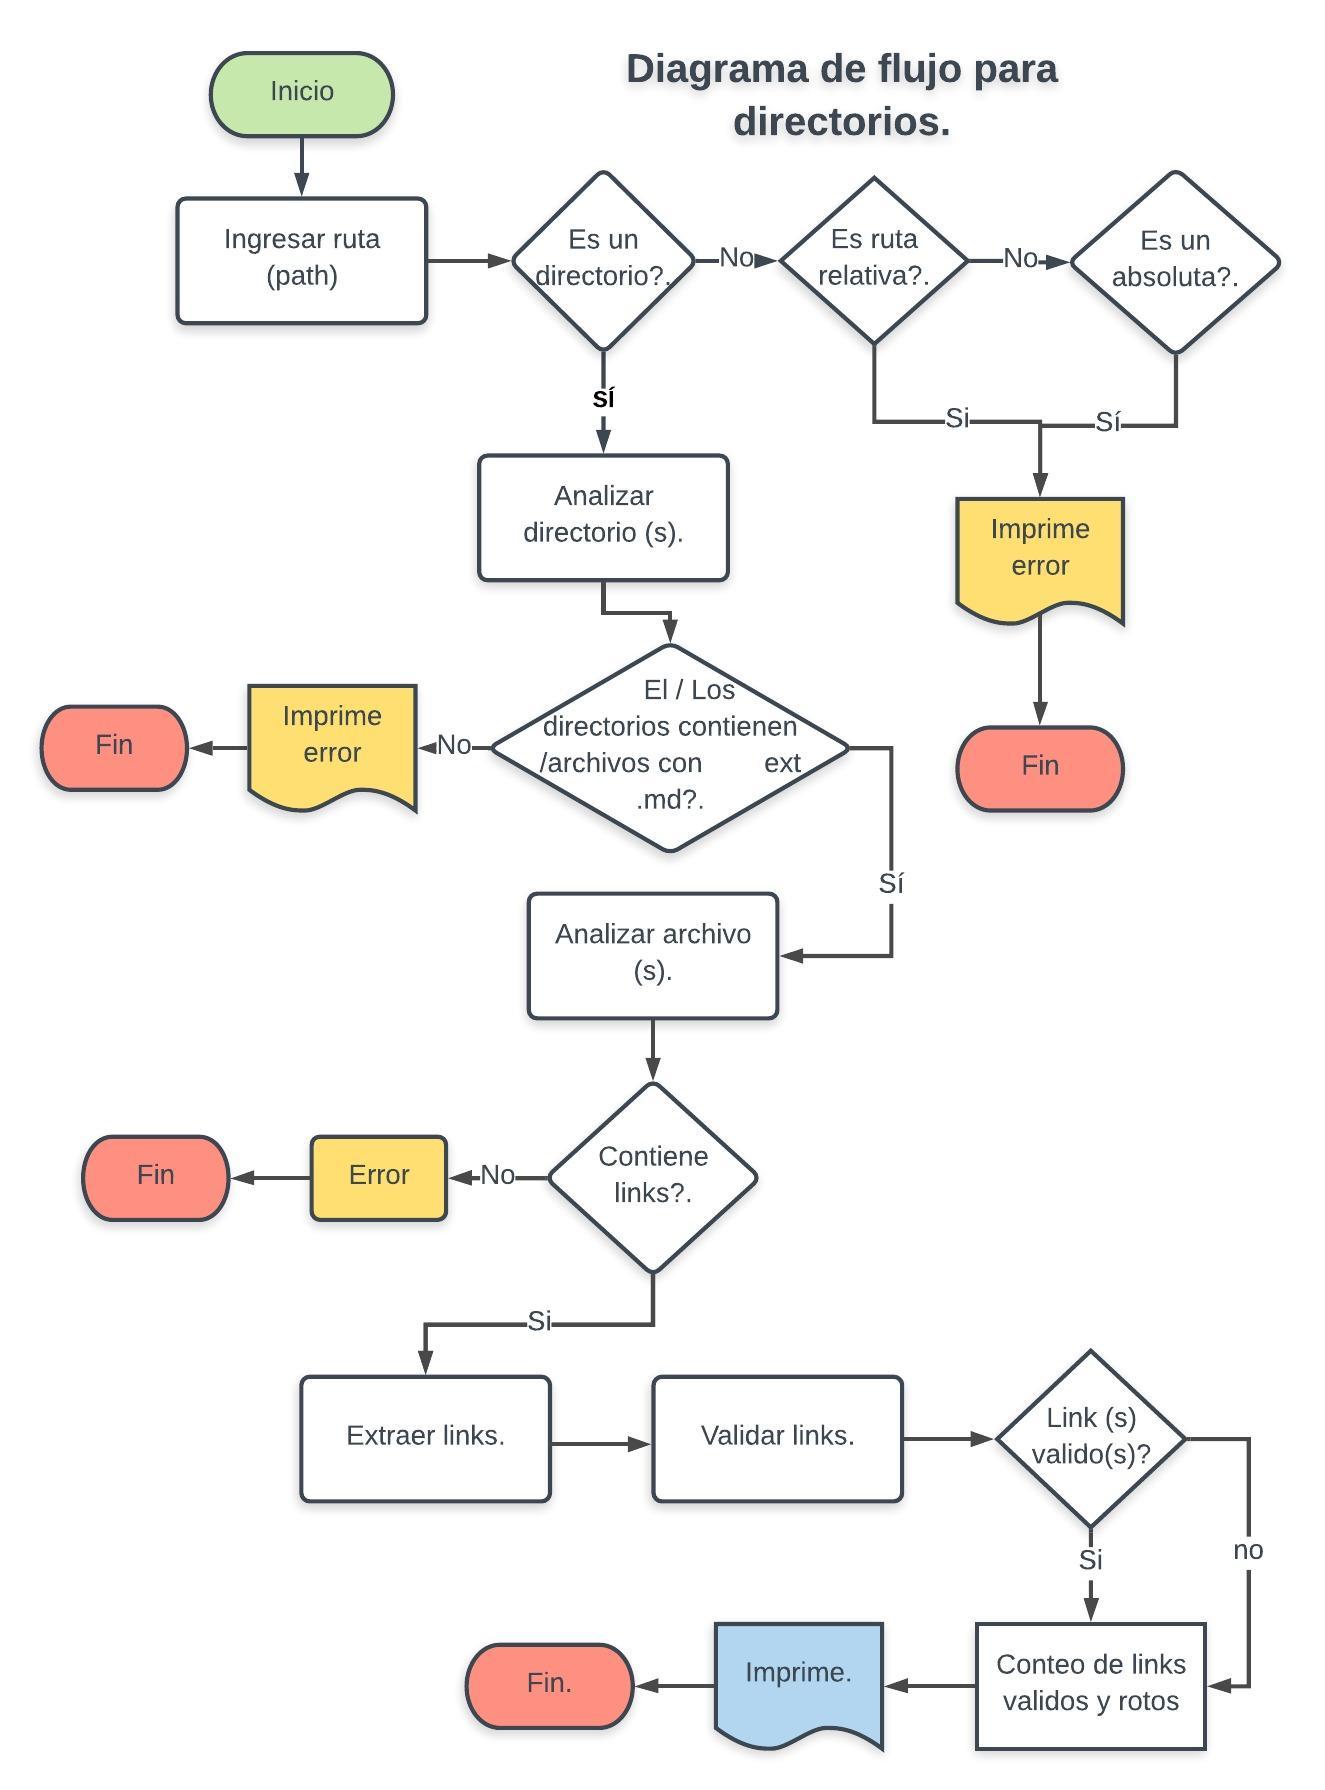 Diagrama de flujo para
directorios.
Inicio
Ingresar ruta
(path)
Es un
directorio?.
No
Es ruta
relativa?.
No
Es un
absoluta?.
SÍ
Si
Sí
Analizar
directorio (s).
Imprime
error
Fin
El / Los
directorios contienen
/archivos con ext
.md?.
No
Imprime
error
Fin
Sí
Analizar archivo
(s).
Contiene
links?.
No
Error
Fin
Si
Extraer links.
Validar links.
Link (s)
valido(s)?
Si
no
Conteo de links
validos y rotos
Imprime.
Fin.